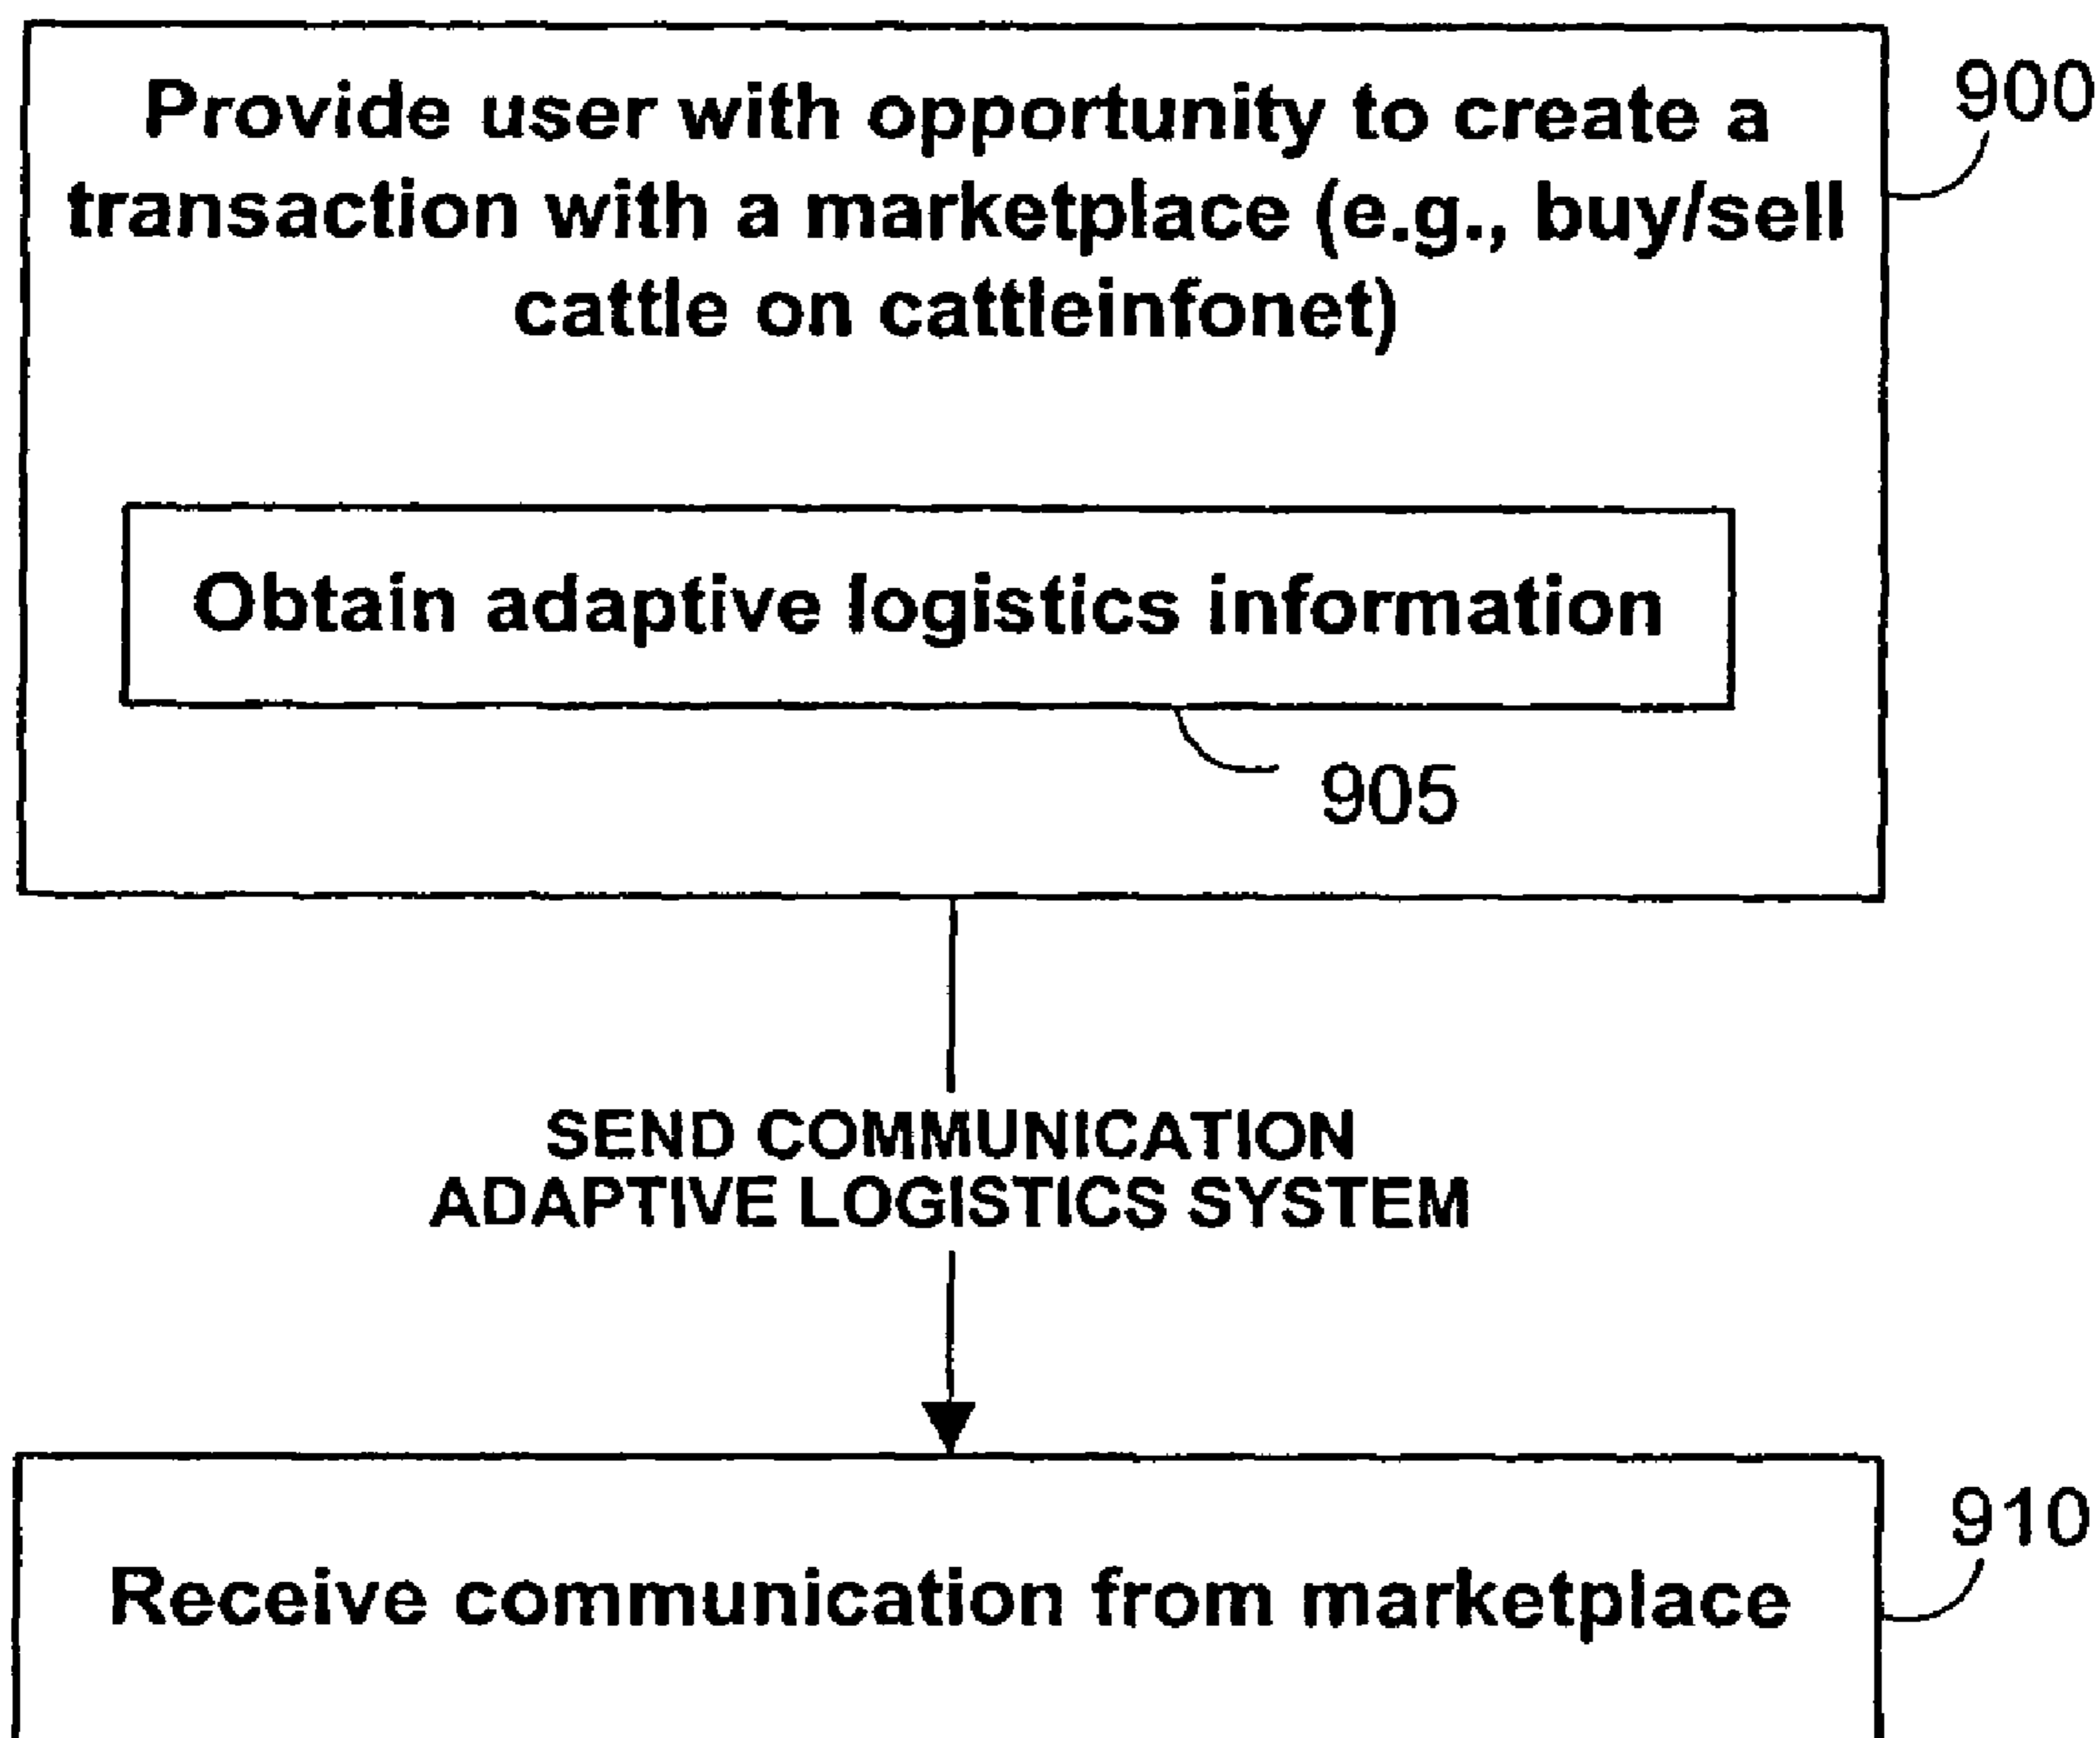 Provide user with opportunity to create a
transaction with a marketplace (e.g., buy/sell
cattle on cattleinfonet)
900
Obtain adaptive logistics information
905
SEND COMMUNICATION
ADAPTIVE LOGISTICS SYSTEM
910
Receive communication from marketplace